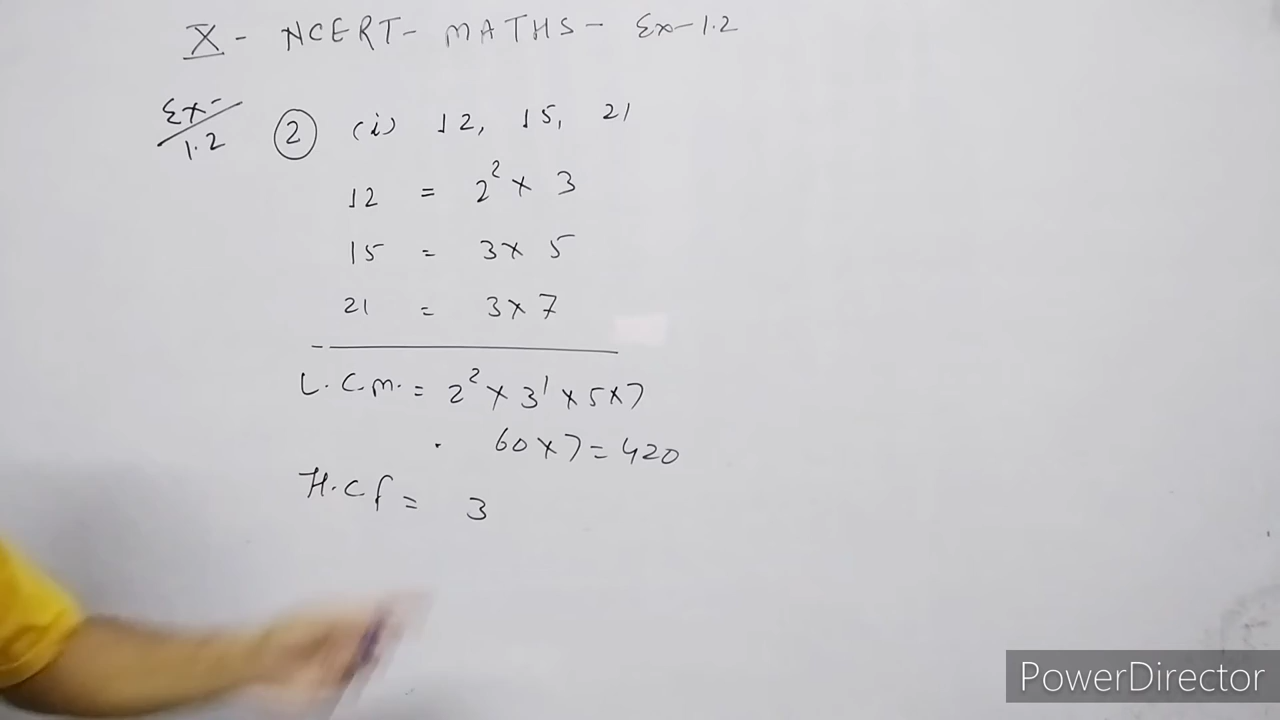 X - NCERT - MATHS - Ex-1.2
Ex-
1.2
② (i) 12, 15, 21
12 = 2² × 3
15 = 3 × 5
21 = 3 × 7
L.C.M. = 2² × 3¹ × 5 × 7
60 × 7 = 420
H.C.f = 3
PowerDirector